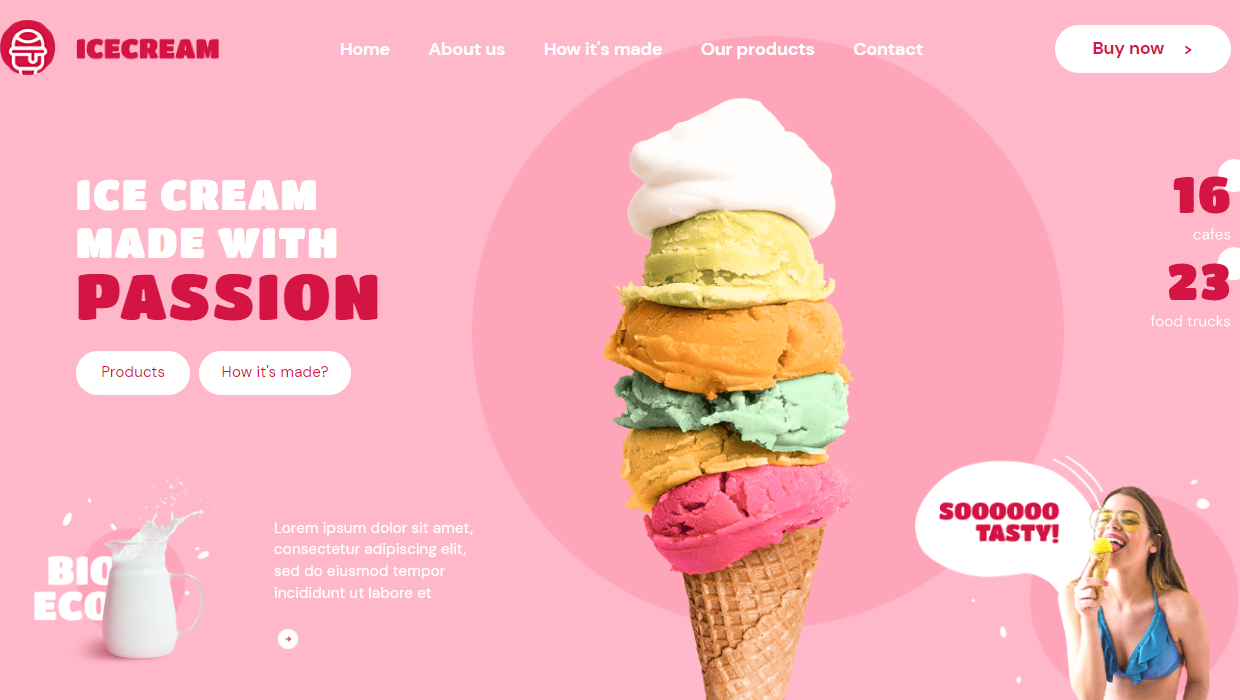 ICECREAM
Home
About us
How it's made
Our products
Contact
Buy now >
ICE CREAM
MADE WITH
PASSION
Products
How it's made?
16
cafes
23
food trucks
BIO
ECO
Lorem ipsum dolor sit amet,
consectetur adipiscing elit,
sed do eiusmod tempor
incididunt ut labore et
SOOOOOO
TASTY!